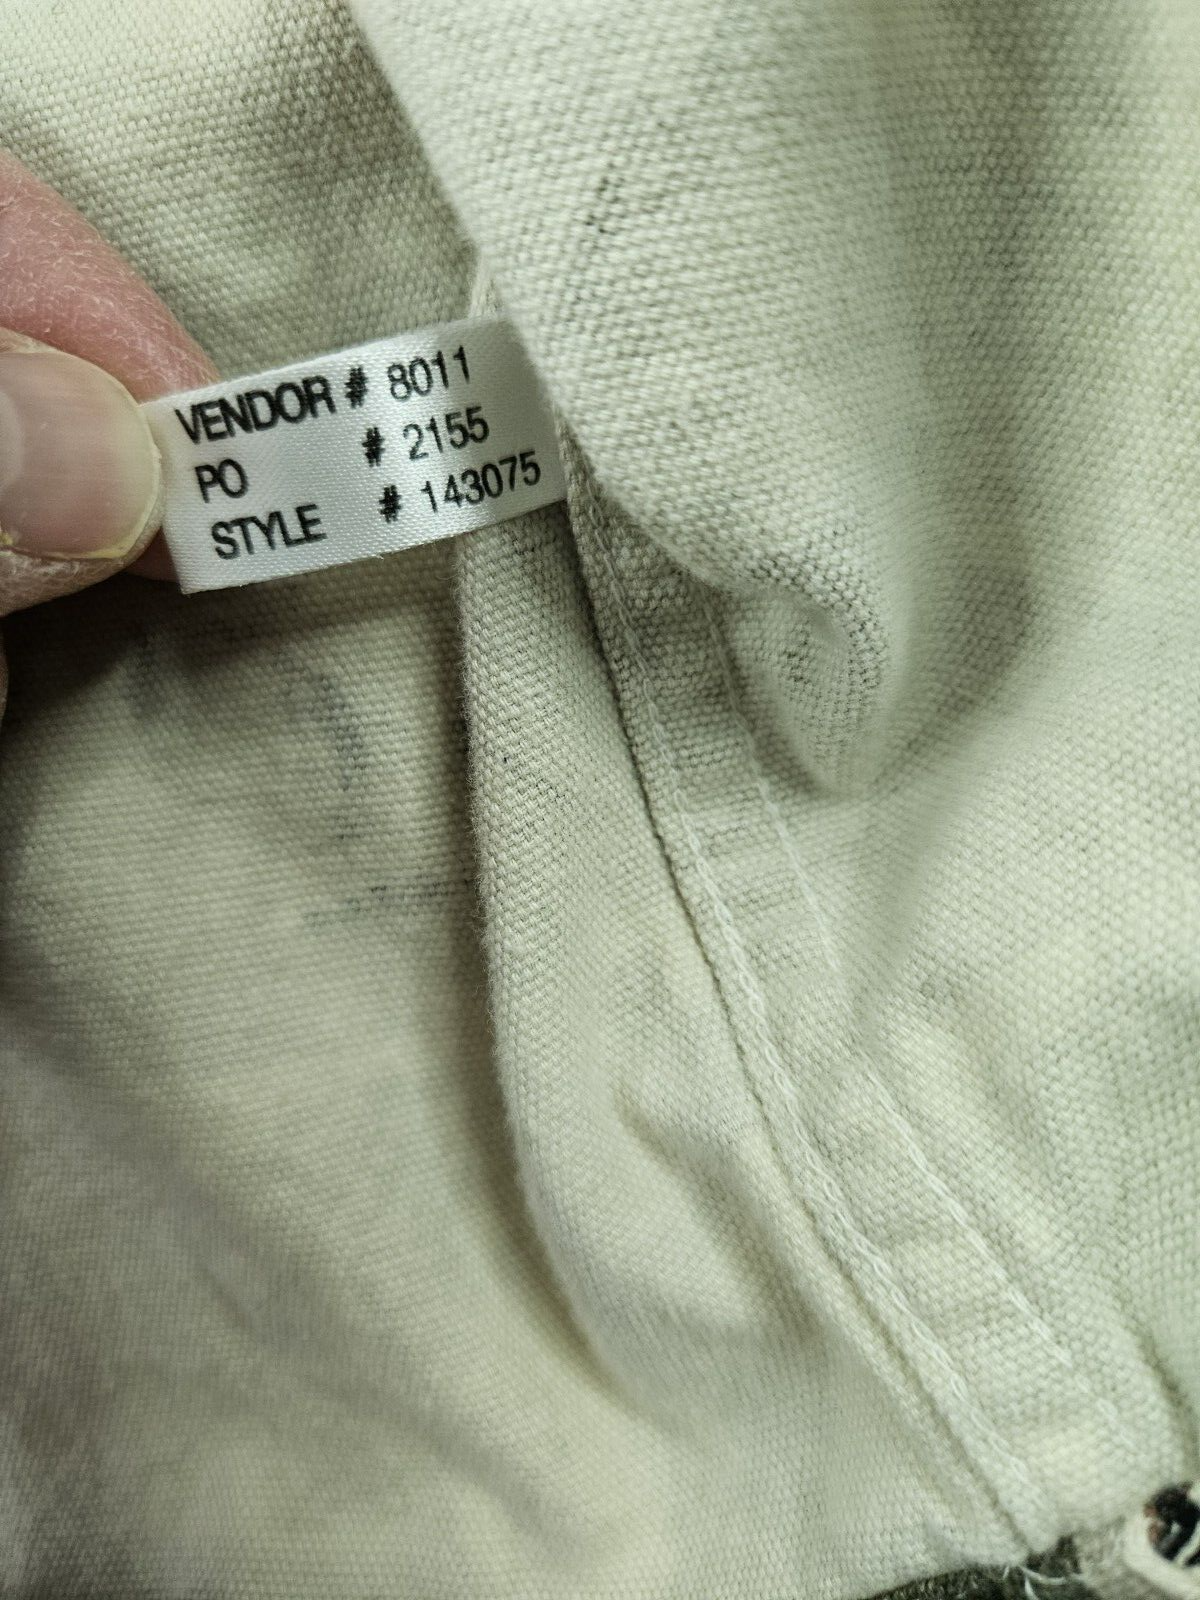 VENDOR # 8011
PO # 2155
STYLE # 143075